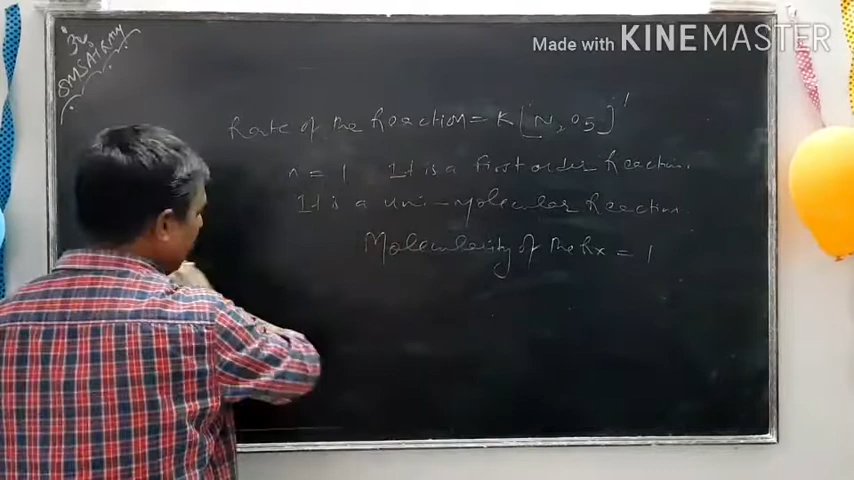 Made with KINEMASTER
Rate of the Reaction = K[N2O5]1
n = 1 It is a first order Reaction.
It is a uni-molecular Reaction.
Molecularity of the Rx = 1